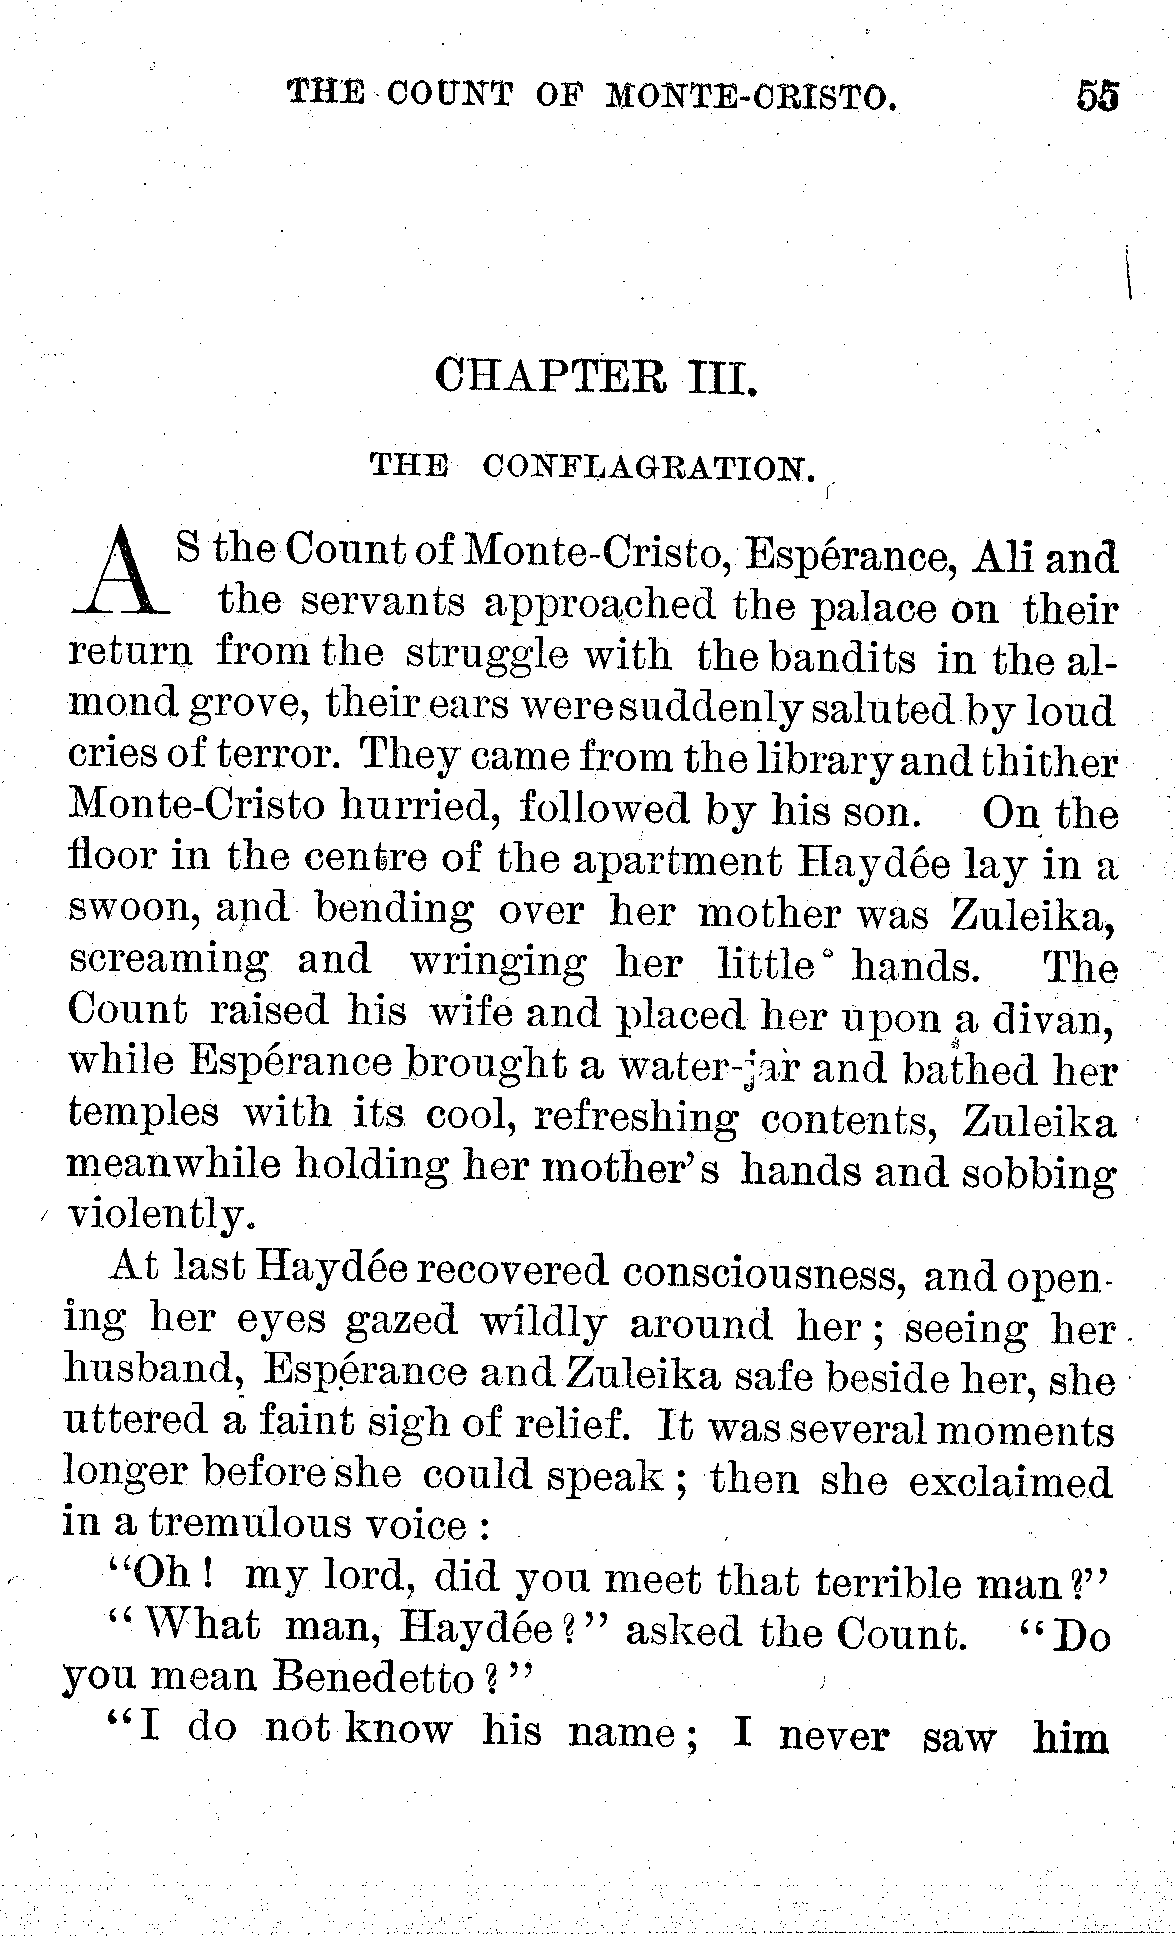 THE COUNT OF MONTE-CRISTO. 55
CHAPTER III.
THE CONFLAGRATION.
AS the Count of Monte-Cristo, Espérance, Ali and
the servants approached the palace on their
return from the struggle with the bandits in the al-
mond grove, their ears were suddenly saluted by loud
cries of terror. They came from the library and thither
Monte-Cristo hurried, followed by his son. On the
floor in the centre of the apartment Haydée lay in a
swoon, and bending over her mother was Zuleika,
screaming and wringing her little hands. The
Count raised his wife and placed her upon a divan,
while Espérance brought a water-jar and bathed her
temples with its cool, refreshing contents, Zuleika
meanwhile holding her mother's hands and sobbing
violently.
At last Haydée recovered consciousness, and open-
ing her eyes gazed wildly around her; seeing her
husband, Espérance and Zuleika safe beside her, she
uttered a faint sigh of relief. It was several moments
longer before she could speak; then she exclaimed
in a tremulous voice:
"Oh! my lord, did you meet that terrible man?"
"What man, Haydée?" asked the Count. "Do
you mean Benedetto?"
"I do not know his name; I never saw him